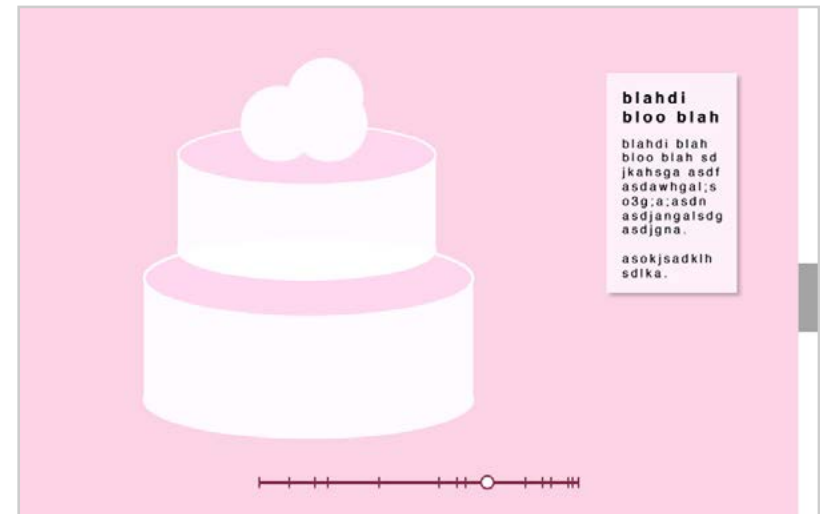 blahdi
bloo blah
blahdi blah
bloo blah sd
jkahsga asdf
asdawhgal;s
o3g;a;asdn
asdjangalsdg
asdjgna.
asokjsadklh
sdlka.